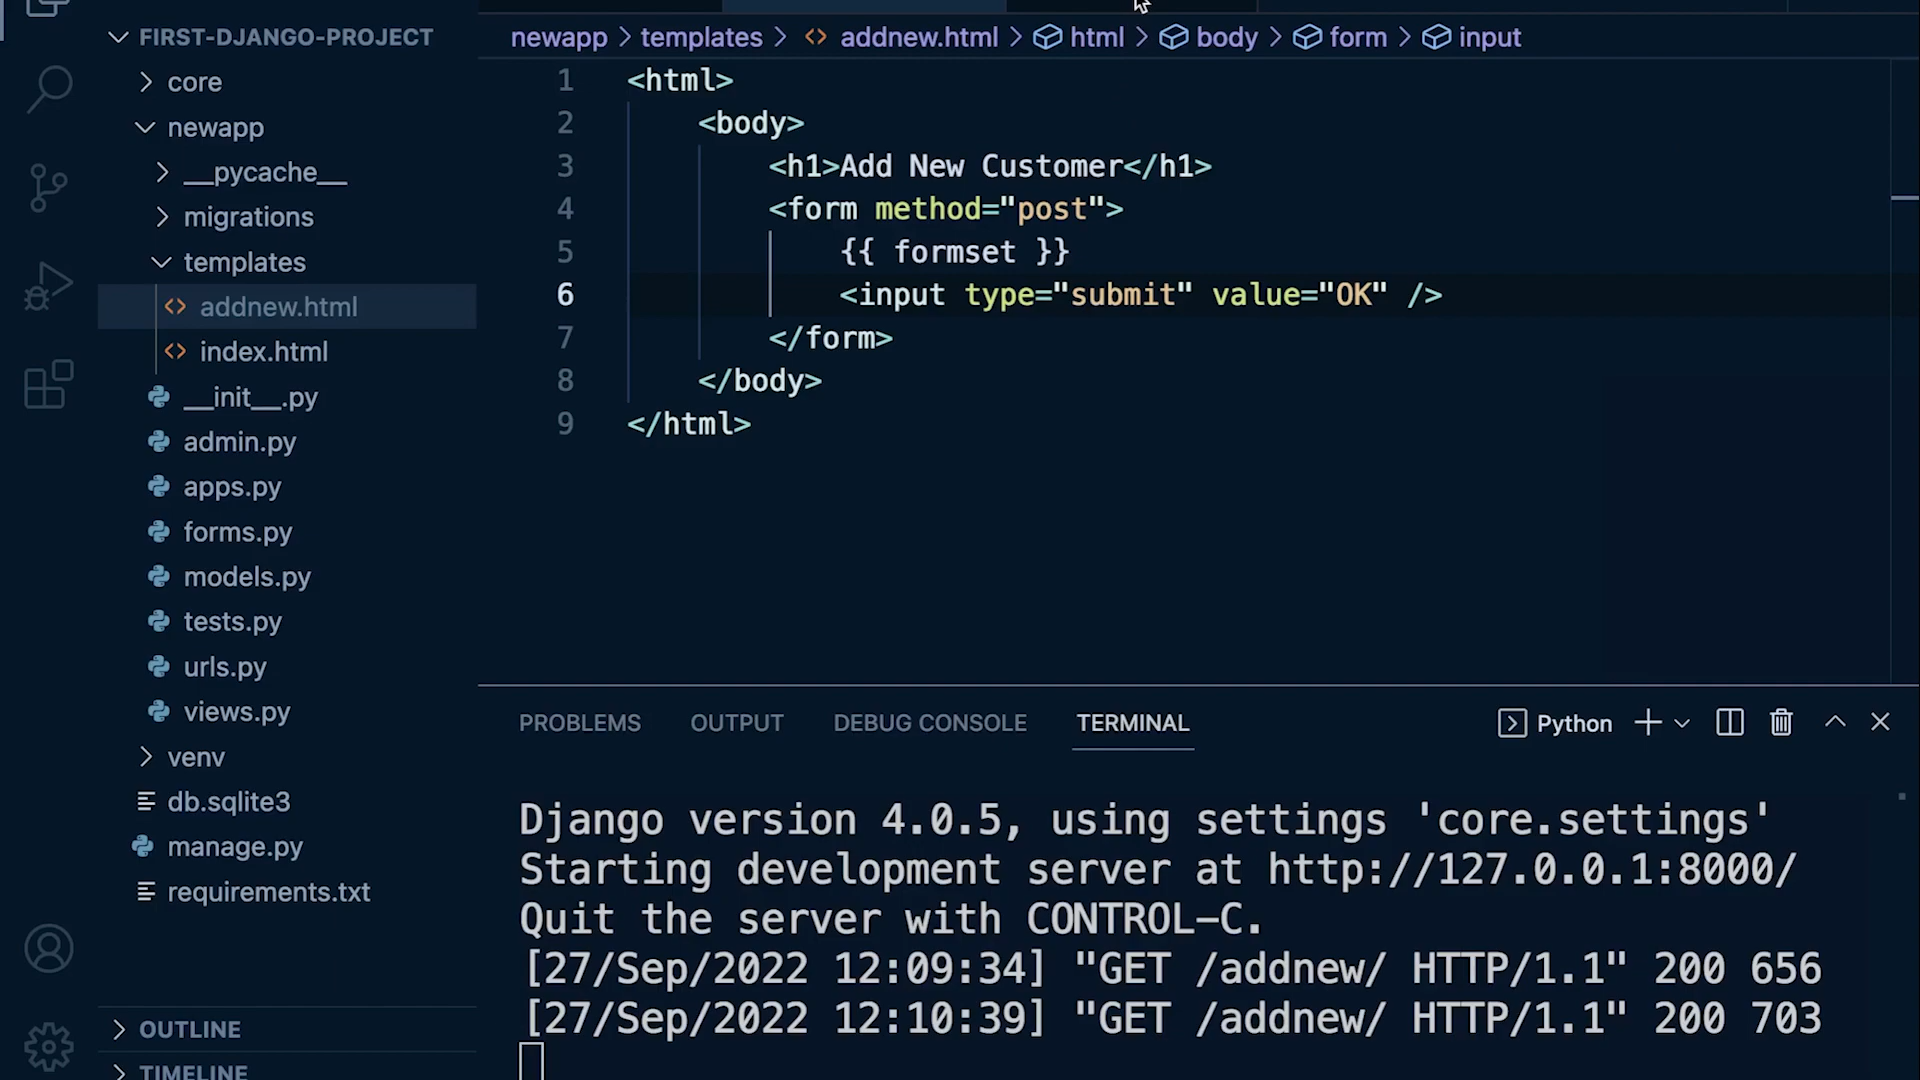 FIRST-DJANGO-PROJECT
core
newapp
__pycache__
migrations
templates
addnew.html
index.html
__init__.py
admin.py
apps.py
forms.py
models.py
tests.py
urls.py
views.py
venv
db.sqlite3
manage.py
requirements.txt
OUTLINE
TIMELINE
newapp > templates > <> addnew.html > html > body > form > input
1 <html>
2 <body>
3 <h1>Add New Customer</h1>
4 <form method="post">
5 {{ formset }}
6 <input type="submit" value="OK" />
7 </form>
8 </body>
9 </html>
PROBLEMS OUTPUT DEBUG CONSOLE TERMINAL Python
Django version 4.0.5, using settings 'core.settings'
Starting development server at http://127.0.0.1:8000/
Quit the server with CONTROL-C.
[27/Sep/2022 12:09:34] "GET /addnew/ HTTP/1.1" 200 656
[27/Sep/2022 12:10:39] "GET /addnew/ HTTP/1.1" 200 703